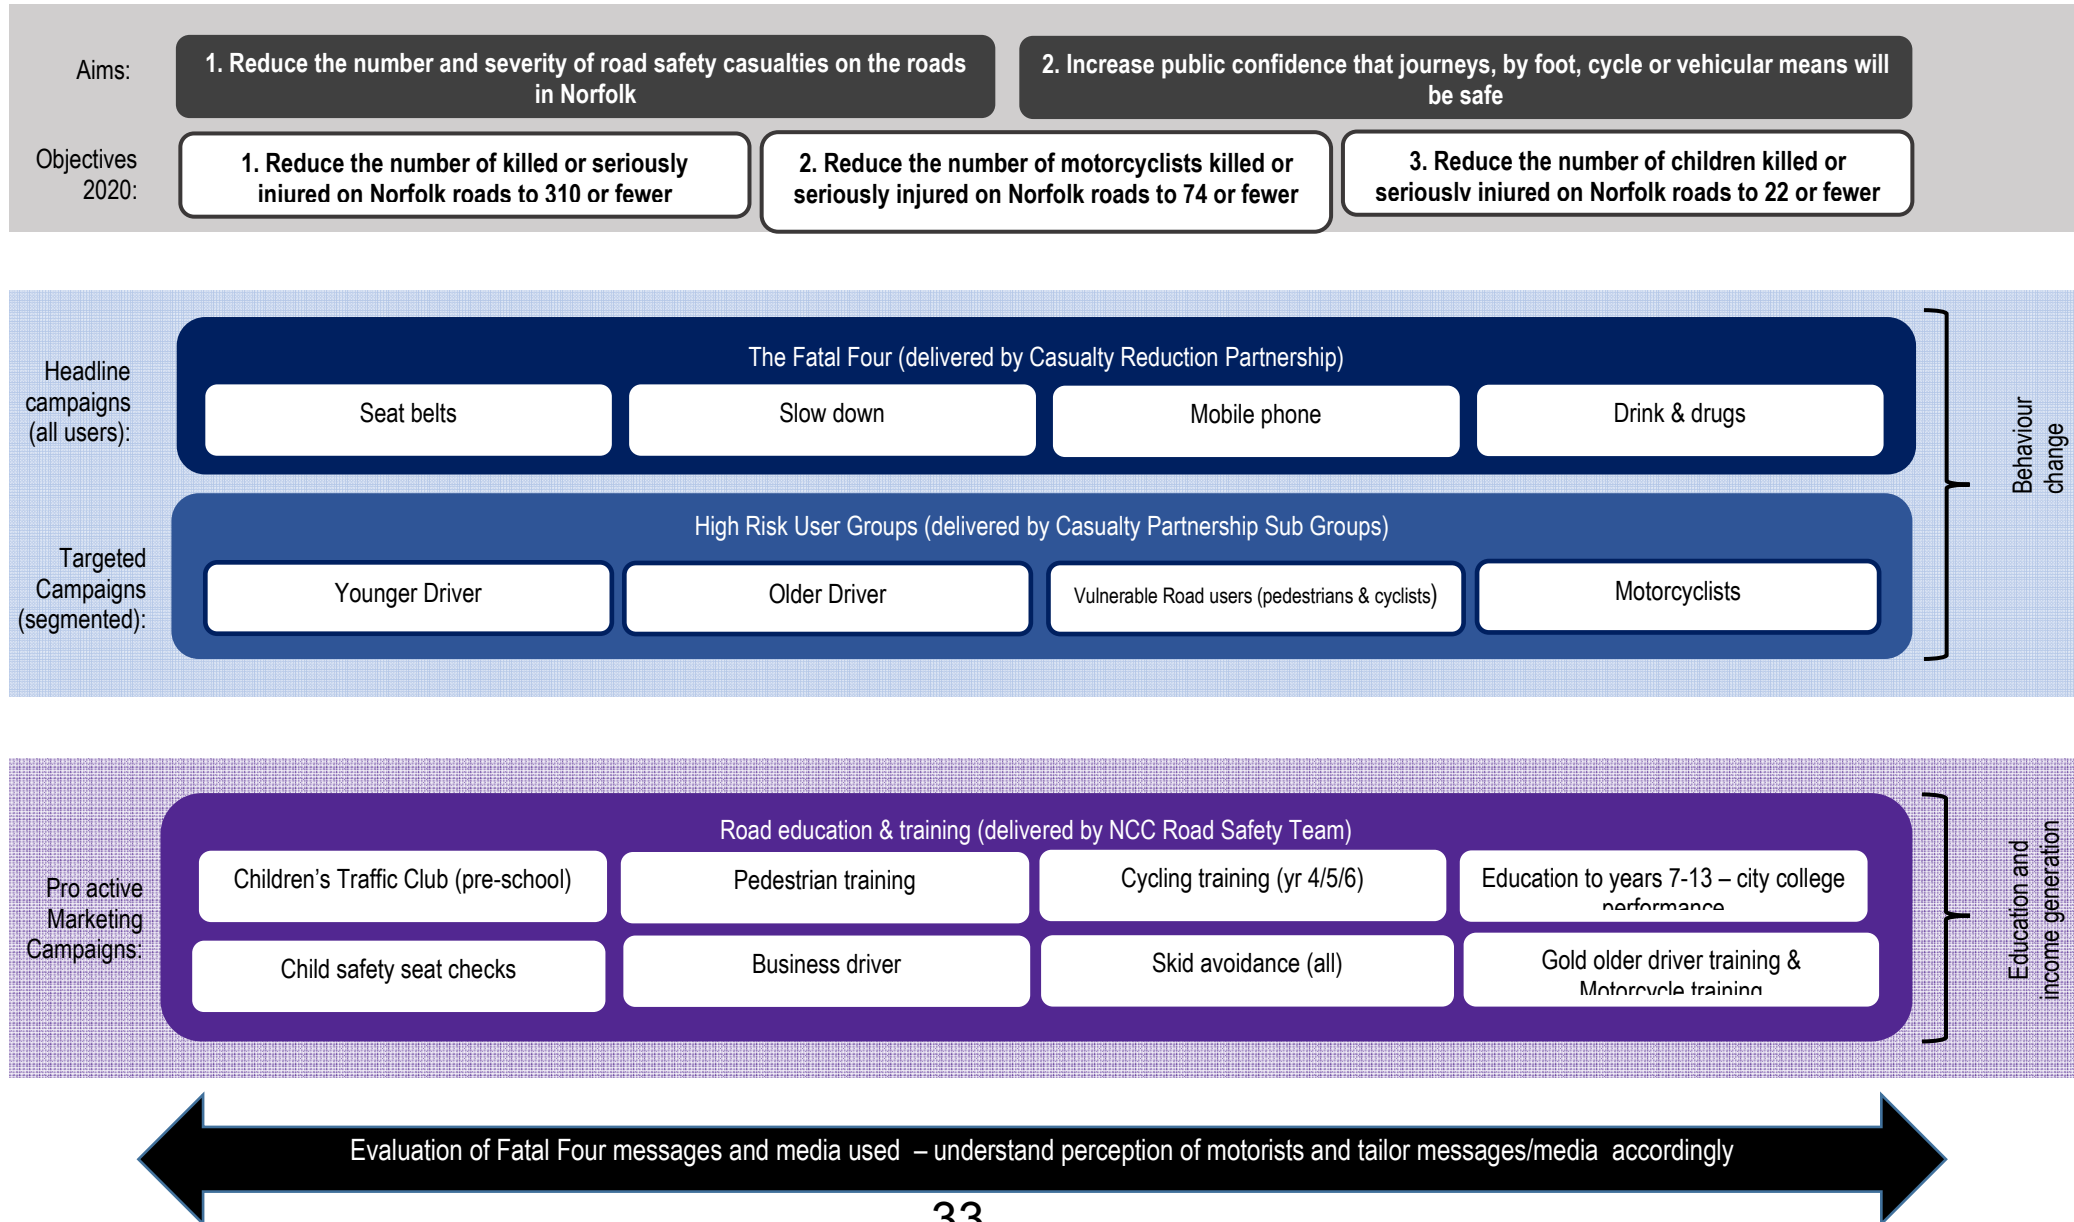 Aims:
1. Reduce the number and severity of road safety casualties on the roads
in Norfolk
2. Increase public confidence that journeys, by foot, cycle or vehicular means will
be safe
Objectives
2020:
1. Reduce the number of killed or seriously
injured on Norfolk roads to 310 or fewer
2. Reduce the number of motorcyclists killed or
seriously injured on Norfolk roads to 74 or fewer
3. Reduce the number of children killed or
seriously injured on Norfolk roads to 22 or fewer
Headline
campaigns
(all users):
The Fatal Four (delivered by Casualty Reduction Partnership)
Seat belts
Slow down
Mobile phone
Drink & drugs
Behaviour
change
Targeted
Campaigns
(segmented):
High Risk User Groups (delivered by Casualty Partnership Sub Groups)
Younger Driver
Older Driver
Vulnerable Road users (pedestrians & cyclists)
Motorcyclists
Pro active
Marketing
Campaigns:
Road education & training (delivered by NCC Road Safety Team)
Children's Traffic Club (pre-school)
Pedestrian training
Cycling training (yr 4/5/6)
Education to years 7-13 – city college
performance
Child safety seat checks
Business driver
Skid avoidance (all)
Gold older driver training &
Motorcycle training
Education and
income generation
Evaluation of Fatal Four messages and media used – understand perception of motorists and tailor messages/media accordingly
33